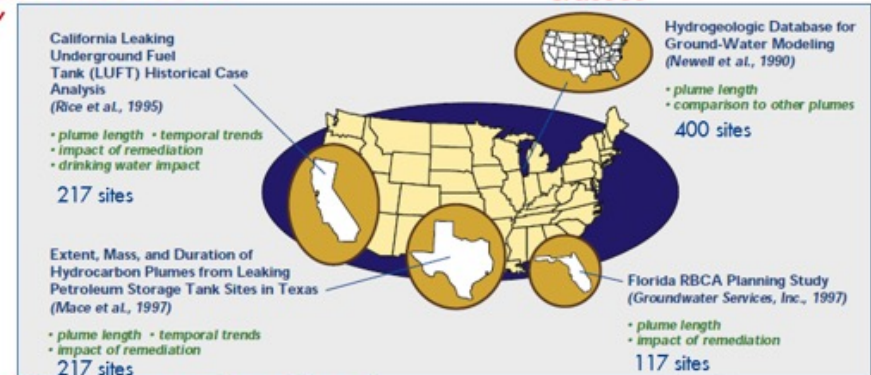 California Leaking
Underground Fuel
Tank (LUFT) Historical Case
Analysis
(Rice et al., 1995)
• plume length • temporal trends
• impact of remediation
• drinking water impact
217 sites
Hydrogeologic Database for
Ground-Water Modeling
(Newell et al., 1990)
• plume length
• comparison to other plumes
400 sites
Extent, Mass, and Duration of
Hydrocarbon Plumes from Leaking
Petroleum Storage Tank Sites in Texas
(Mace et al., 1997)
• plume length • temporal trends
• impact of remediation
217 sites
Florida RBCA Planning Study
(Groundwater Services, Inc., 1997)
• plume length
• impact of remediation
117 sites